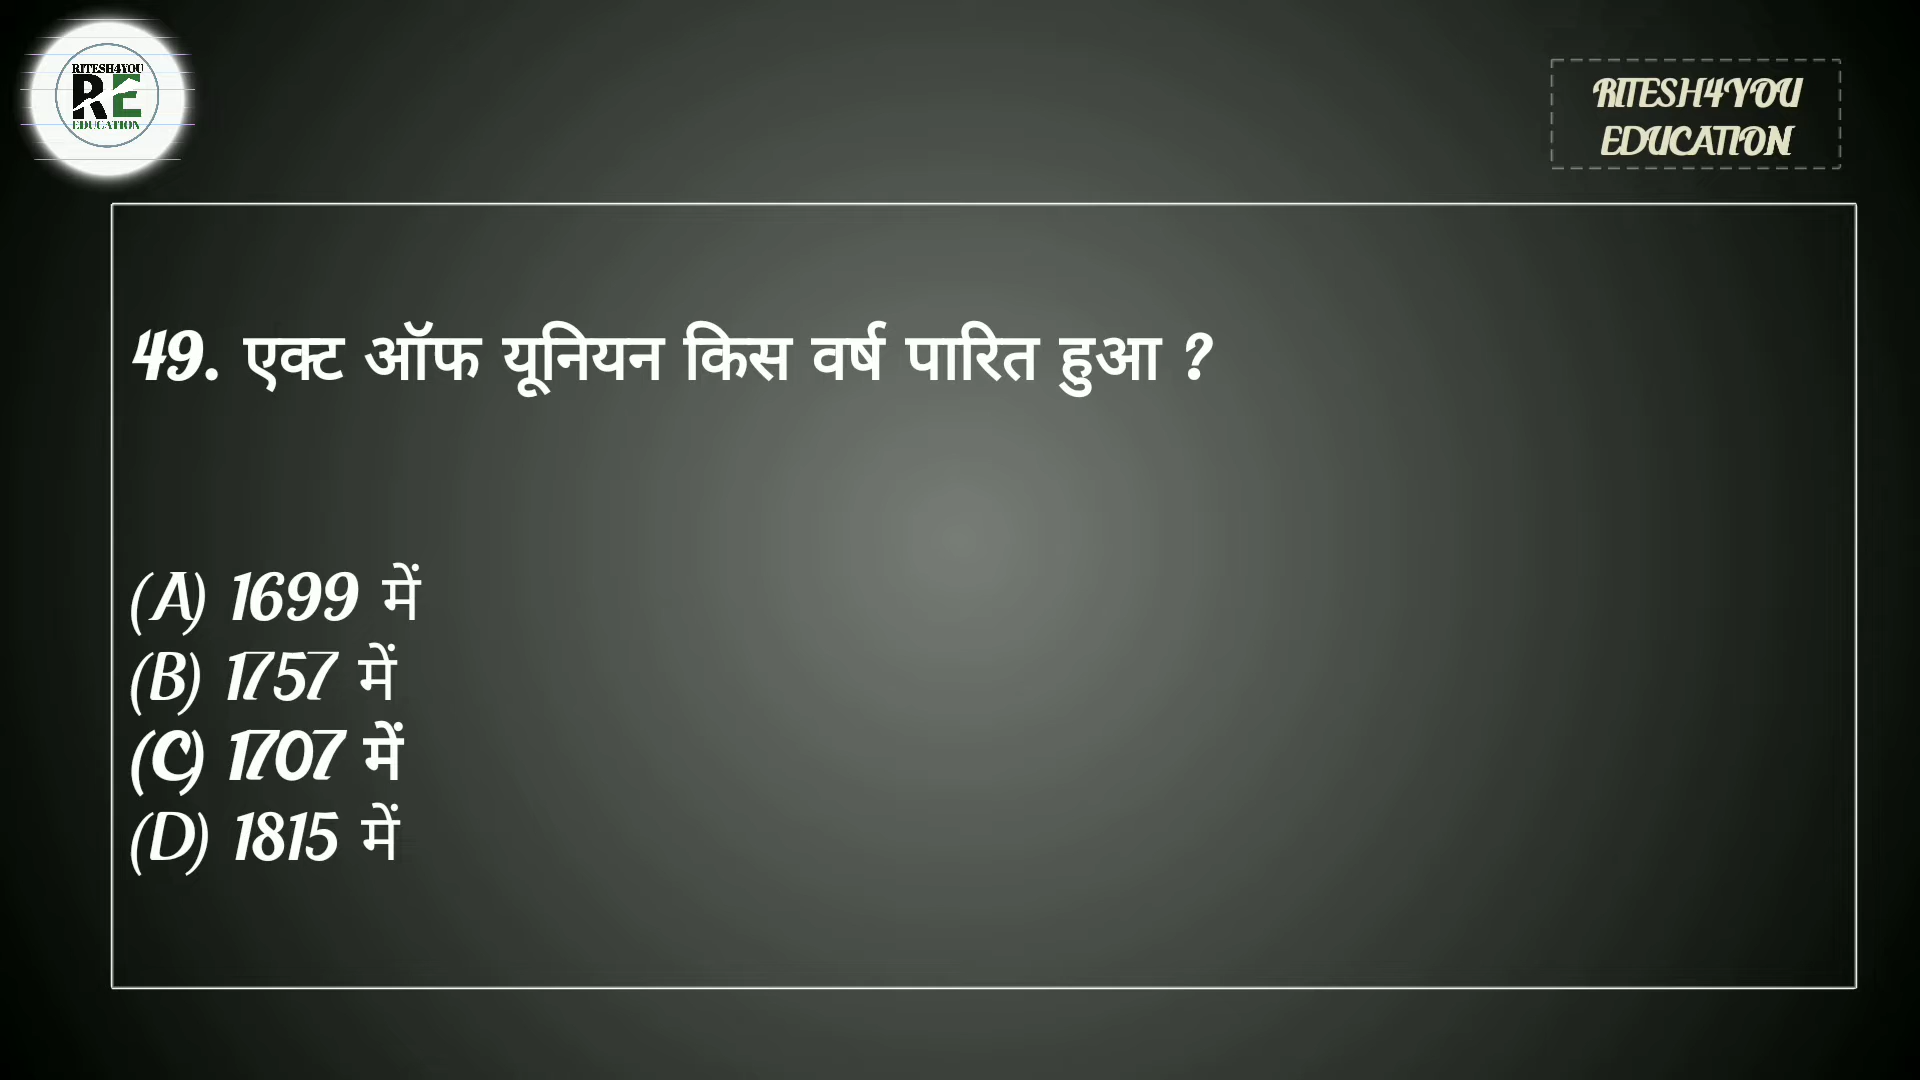 RITESH4YOU
RE
EDUCATION
RITESH4YOU
EDUCATION
49. एक्ट ऑफ यूनियन किस वर्ष पारित हुआ ?
(A) 1699 में
(B) 1757 में
(C) 1707 में
(D) 1815 में